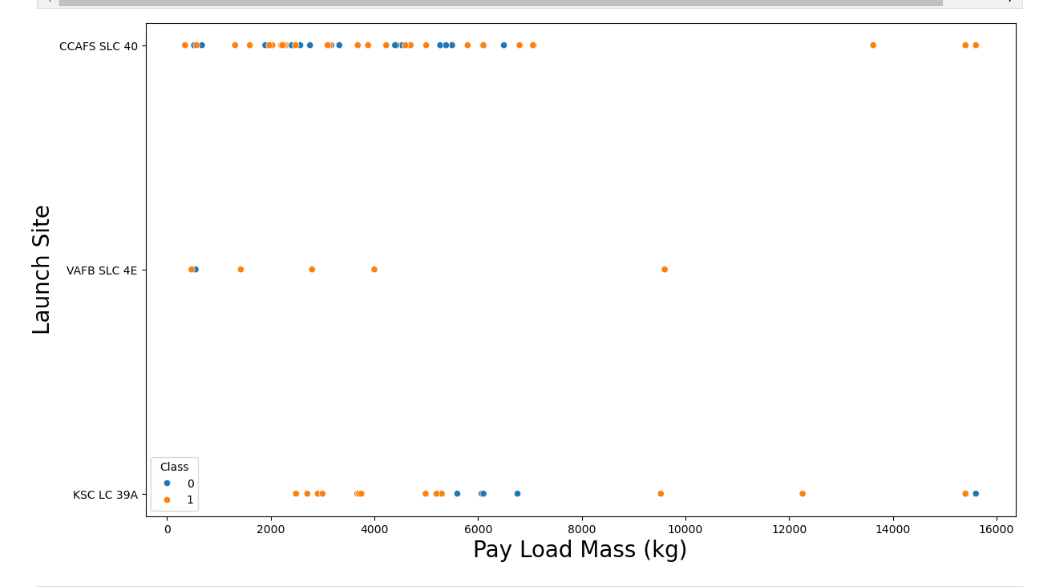 CCAFS SLC 40
VAFB SLC 4E
KSC LC 39A
Launch Site
Class
0
1
0 2000 4000 6000 8000 10000 12000 14000 16000
Pay Load Mass (kg)